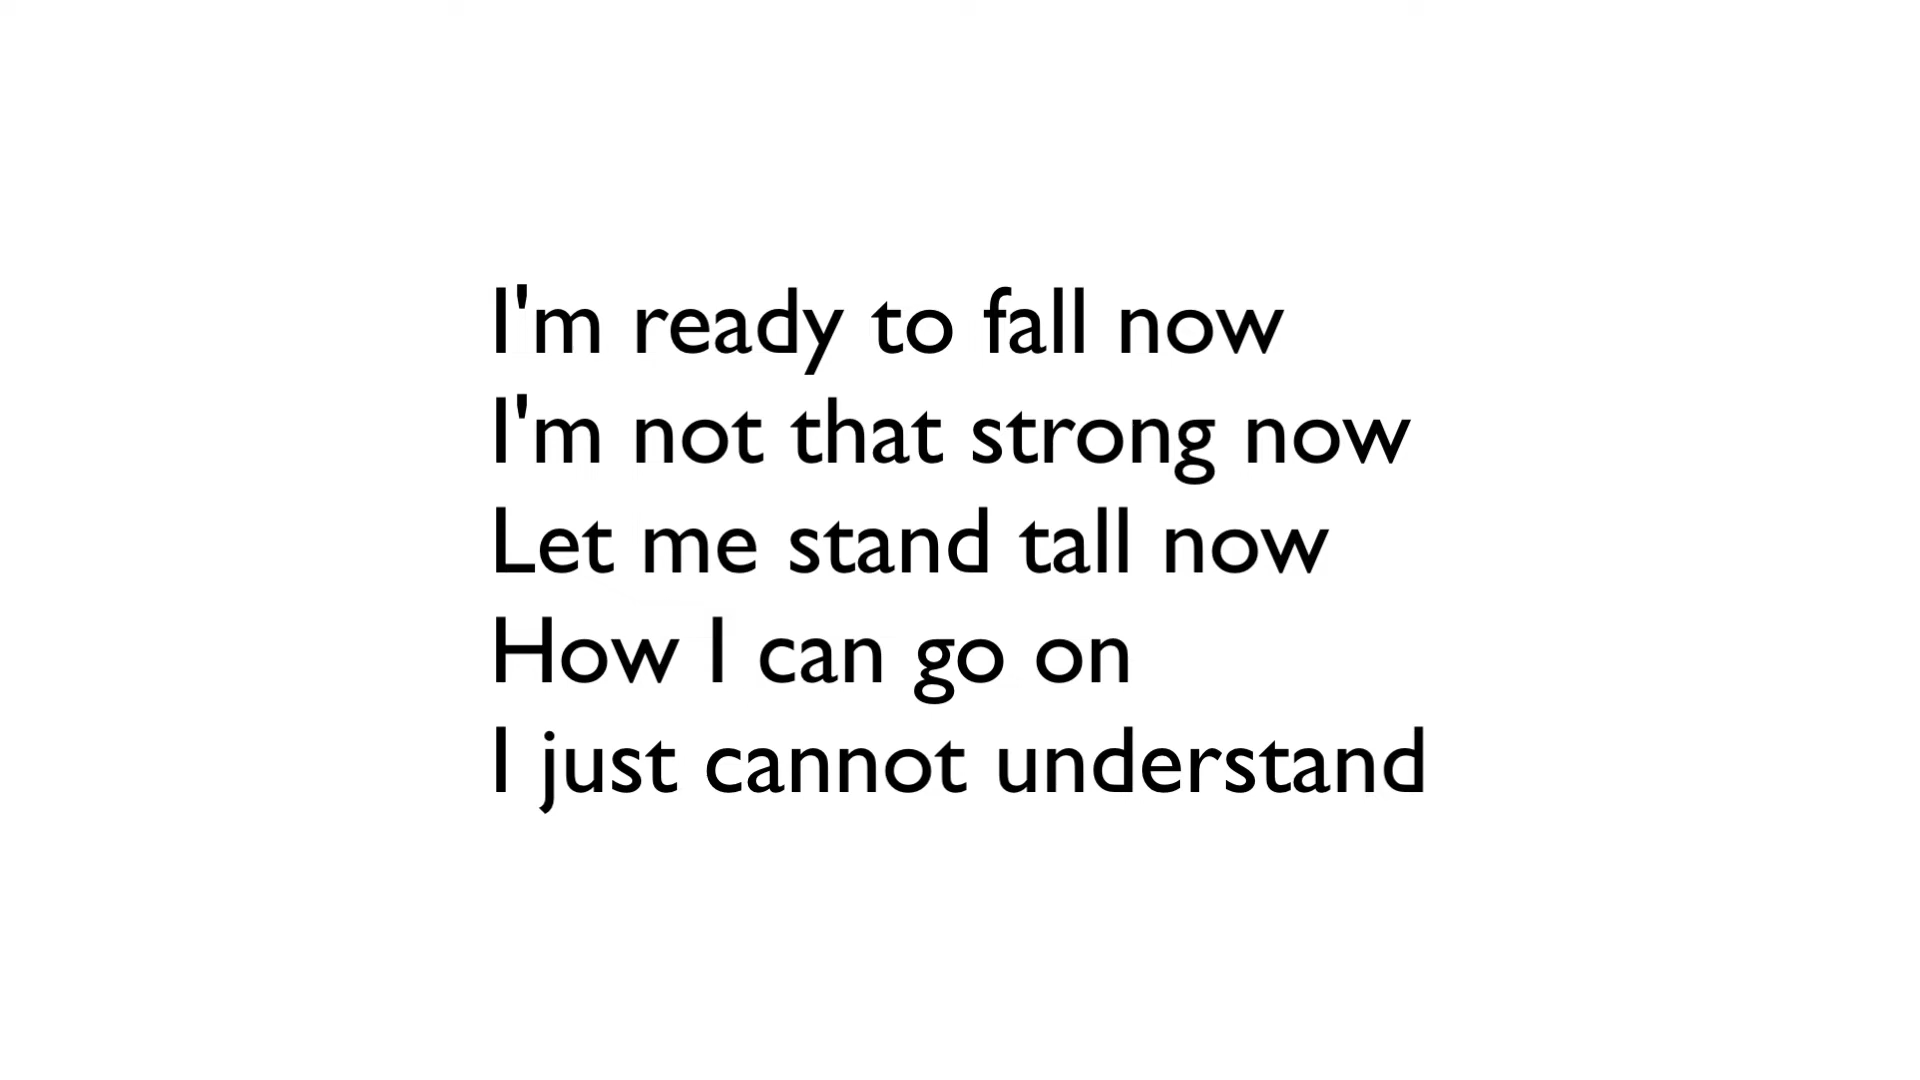 I'm ready to fall now
I'm not that strong now
Let me stand tall now
How I can go on
I just cannot understand